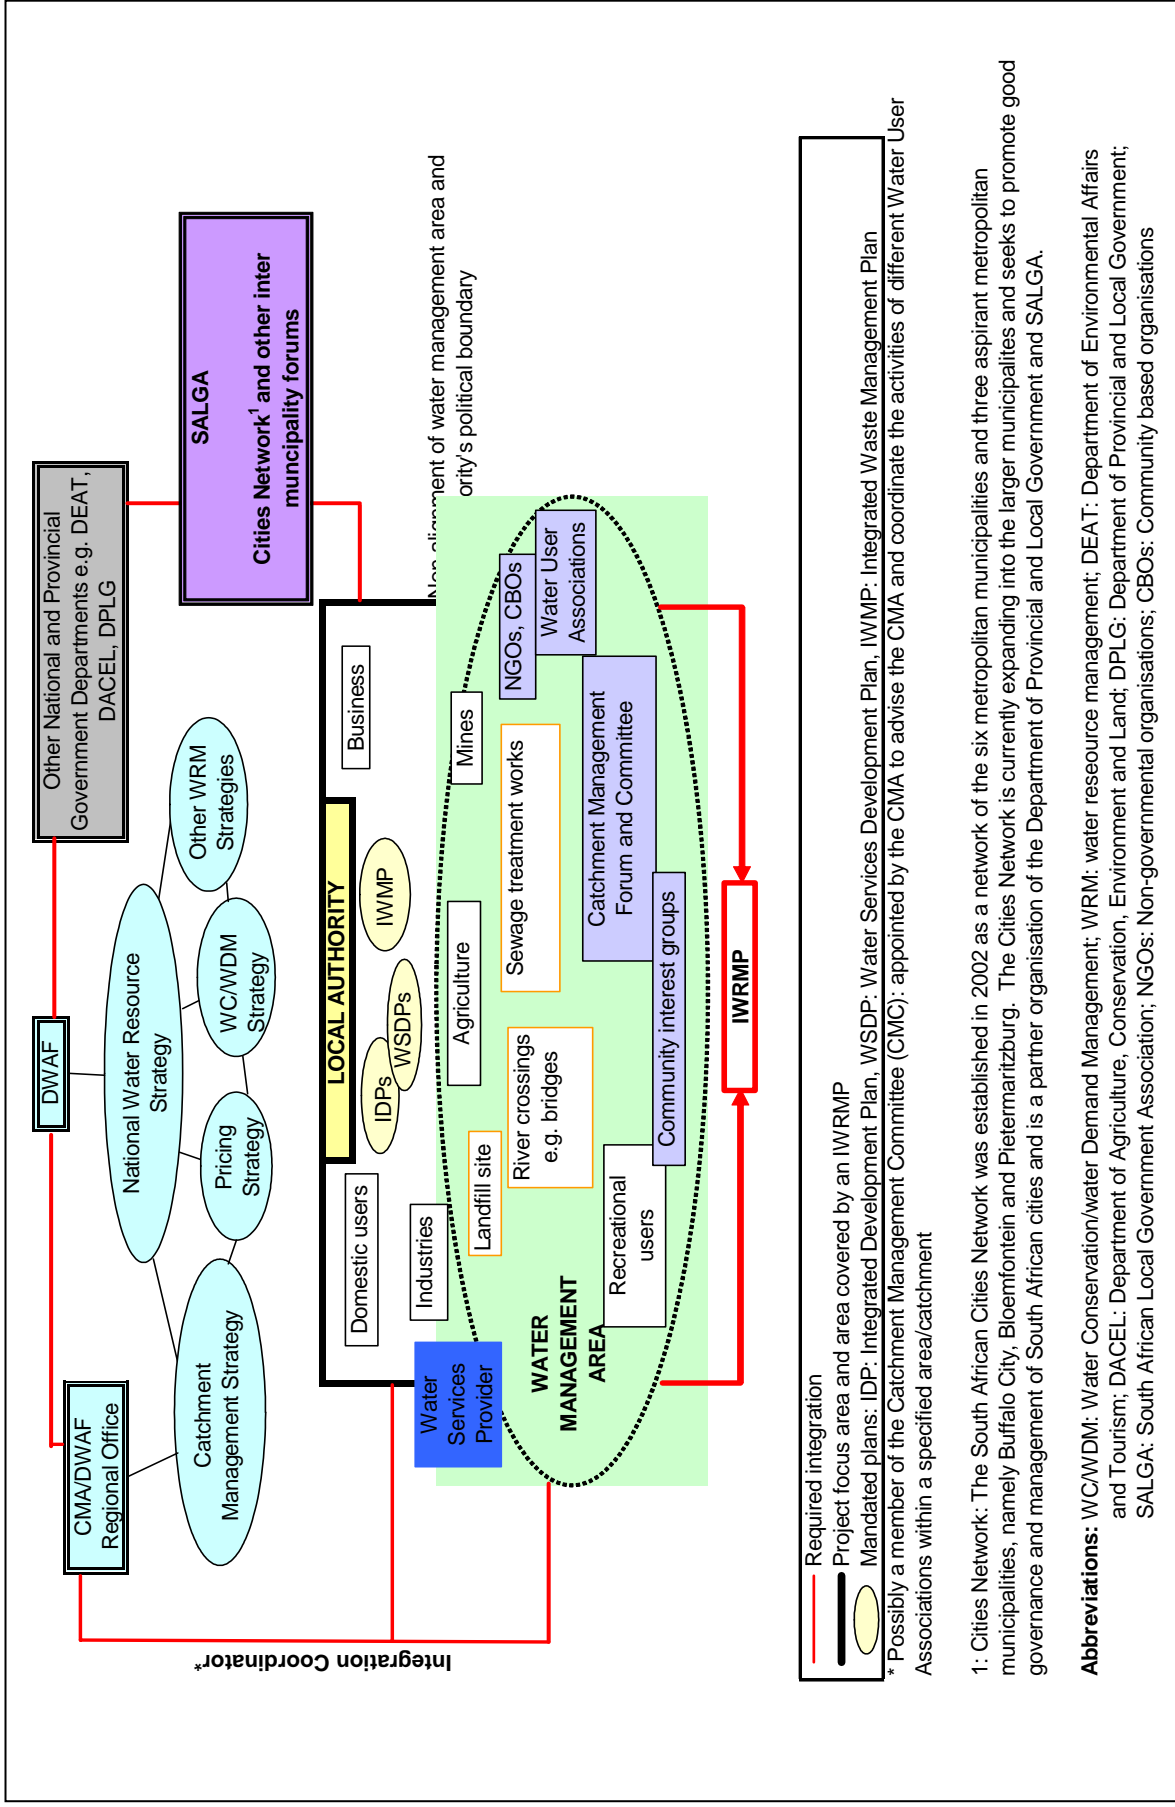 Other National and Provincial
Government Departments e.g. DEAT,
DACEL, DPLG
DWAF
CMA/DWAF
Regional Office
SALGA
Cities Network1 and other inter
muncipality forums
National Water Resource
Strategy
Catchment
Management Strategy
Pricing
Strategy
WC/WDM
Strategy
Other WRM
Strategies
Integration Coordinator*
LOCAL AUTHORITY
Domestic users
Industries
IDPs
WSDPs
IWMP
Business
alignment of water management area and
ority's political boundary
Water
Services
Provider
Landfill site
Agriculture
Mines
River crossings
e.g. bridges
Sewage treatment works
NGOs, CBOs
Water User
Associations
WATER
MANAGEMENT
AREA
Recreational
users
Catchment Management
Forum and Committee
Community interest groups
IWRMP
Required integration
Project focus area and area covered by an IWRMP
Mandated plans: IDP: Integrated Development Plan, WSDP: Water Services Development Plan, IWMP: Integrated Waste Management Plan
* Possibly a member of the Catchment Management Committee (CMC): appointed by the CMA to advise the CMA and coordinate the activities of different Water User
Associations within a specified area/catchment
1: Cities Network: The South African Cities Network was established in 2002 as a network of the six metropolitan municipalities and three aspirant metropolitan
municipalities, namely Buffalo City, Bloemfontein and Pietermaritzburg. The Cities Network is currently expanding into the larger municipalites and seeks to promote good
governance and management of South African cities and is a partner organisation of the Department of Provincial and Local Government and SALGA.
Abbreviations: WC/WDM: Water Conservation/water Demand Management; WRM: water reseource management; DEAT: Department of Environmental Affairs
and Tourism; DACEL: Department of Agriculture, Conservation, Environment and Land; DPLG: Department of Provincial and Local Government;
SALGA: South African Local Government Association; NGOs: Non-governmental organisations; CBOs: Community based organisations